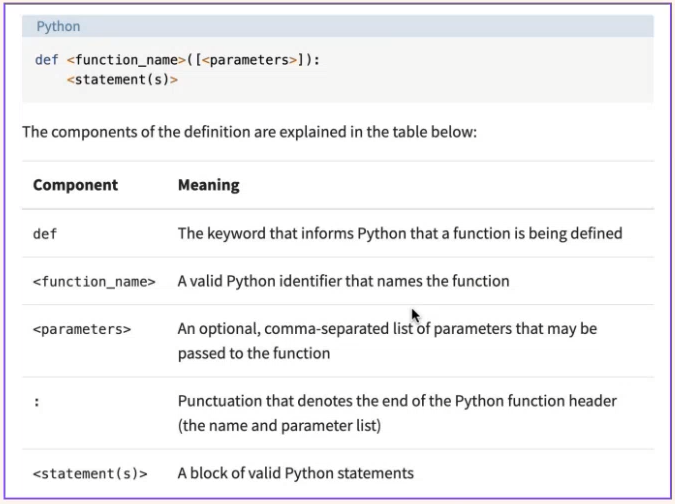 Python
def <function_name>([<parameters>]):
    <statement(s)>
The components of the definition are explained in the table below:
Component Meaning
def The keyword that informs Python that a function is being defined
<function_name> A valid Python identifier that names the function
<parameters> An optional, comma-separated list of parameters that may be
passed to the function
: Punctuation that denotes the end of the Python function header
(the name and parameter list)
<statement(s)> A block of valid Python statements